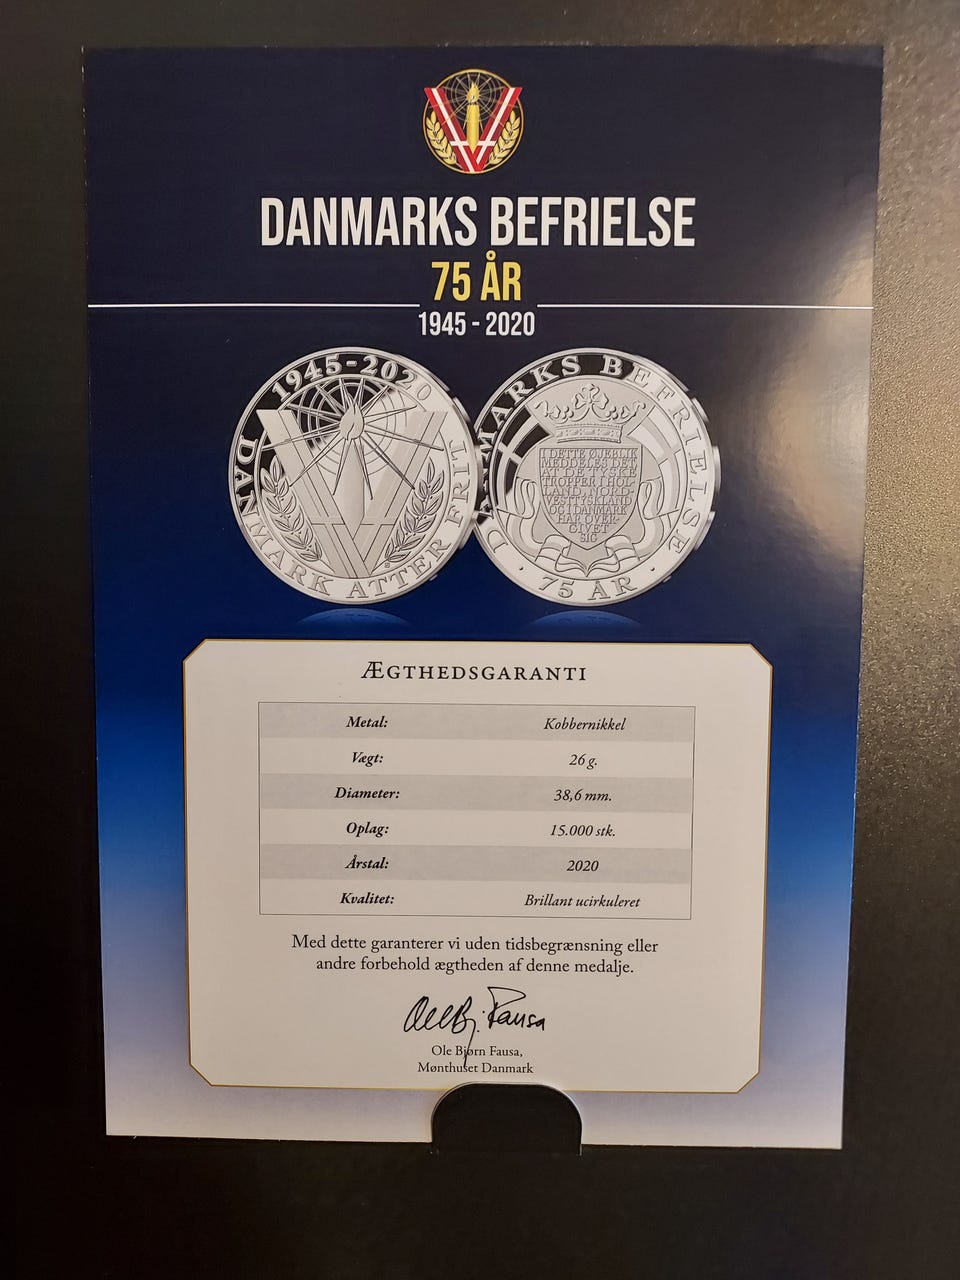 DANMARKS BEFRIELSE
75 ÅR
1945 - 2020
1945-2020
DANMARK ATTER FRIT
DANMARKS BEFRIELSE
I DETTE ØJEBLIK
MEDDELES DET
AT DE TYSKE
TROPPER I HOL-
LAND, NORD-
VESTTYSKLAND
OG I DANMARK
HAR OVER-
GIVET
SIG
· 75 ÅR ·
ÆGTHEDSGARANTI
Metal: Kobbernikkel
Vægt: 26 g.
Diameter: 38,6 mm.
Oplag: 15.000 stk.
Årstal: 2020
Kvalitet: Brillant ucirkuleret
Med dette garanterer vi uden tidsbegrænsning eller
andre forbehold ægtheden af denne medalje.
Ole Bj. Fausa
Ole Bjørn Fausa,
Mønthuset Danmark